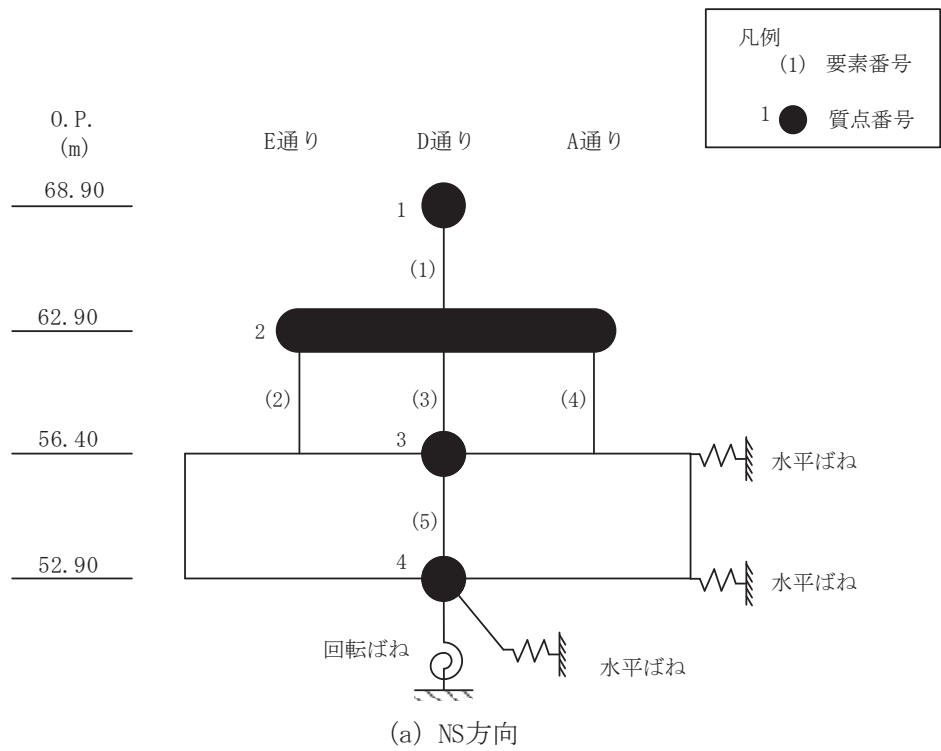 凡例
(1) 要素番号
1 質点番号
O.P.
(m)
E通り D通り A通り
68.90
1
(1)
62.90
2
(2) (3) (4)
56.40
3
水平ばね
(5)
52.90
4
水平ばね
回転ばね
水平ばね
(a) NS方向